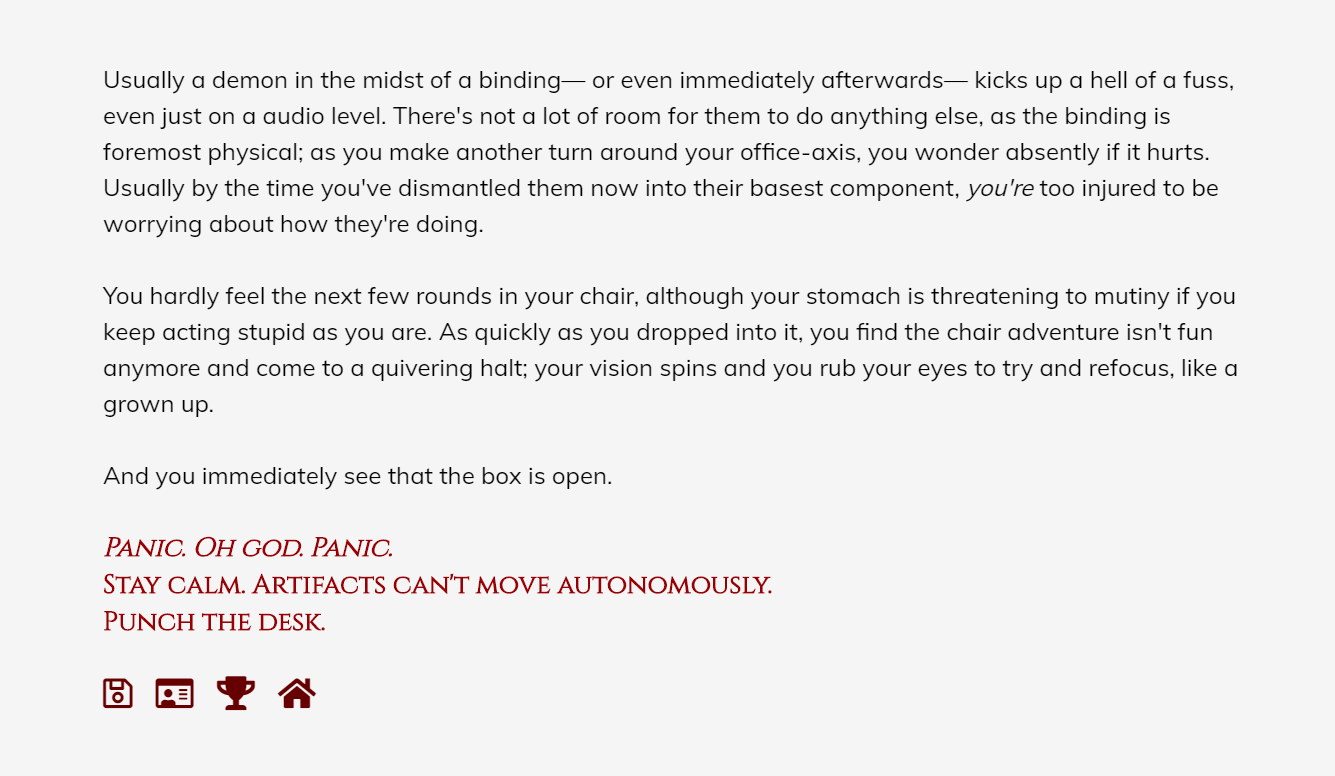 Usually a demon in the midst of a binding— or even immediately afterwards— kicks up a hell of a fuss,
even just on a audio level. There's not a lot of room for them to do anything else, as the binding is
foremost physical; as you make another turn around your office-axis, you wonder absently if it hurts.
Usually by the time you've dismantled them now into their basest component, you're too injured to be
worrying about how they're doing.
You hardly feel the next few rounds in your chair, although your stomach is threatening to mutiny if you
keep acting stupid as you are. As quickly as you dropped into it, you find the chair adventure isn't fun
anymore and come to a quivering halt; your vision spins and you rub your eyes to try and refocus, like a
grown up.
And you immediately see that the box is open.
Panic. Oh god. Panic.
Stay calm. Artifacts can't move autonomously.
Punch the desk.